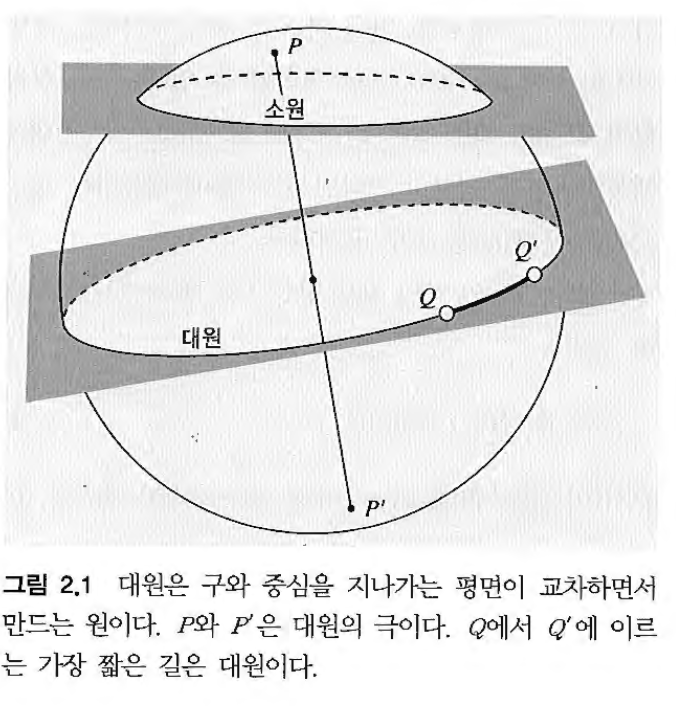 P
소원
Q'
Q
대원
P'
그림 2.1 대원은 구와 중심을 지나가는 평면이 교차하면서
만드는 원이다. P와 P'은 대원의 극이다. Q에서 Q'에 이르
는 가장 짧은 길은 대원이다.